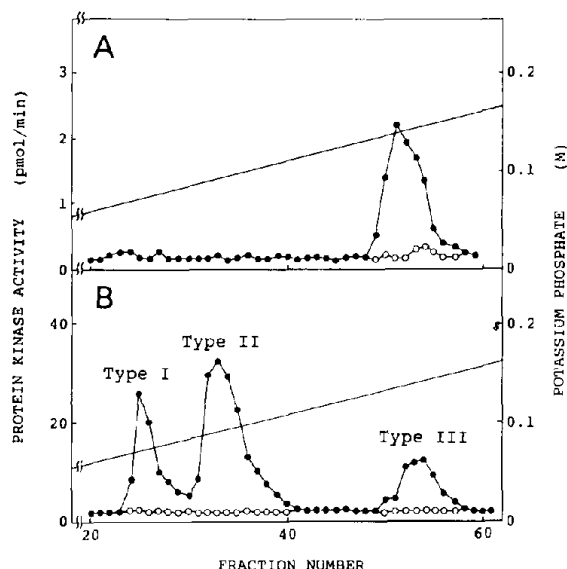 A
3
2
1
0
0.2
0.1
0
B
Type I
Type II
Type III
40
20
0
0.2
0.1
0
20
40
60
FRACTION NUMBER
PROTEIN KINASE ACTIVITY (pmol/min)
POTASSIUM PHOSPHATE (M)